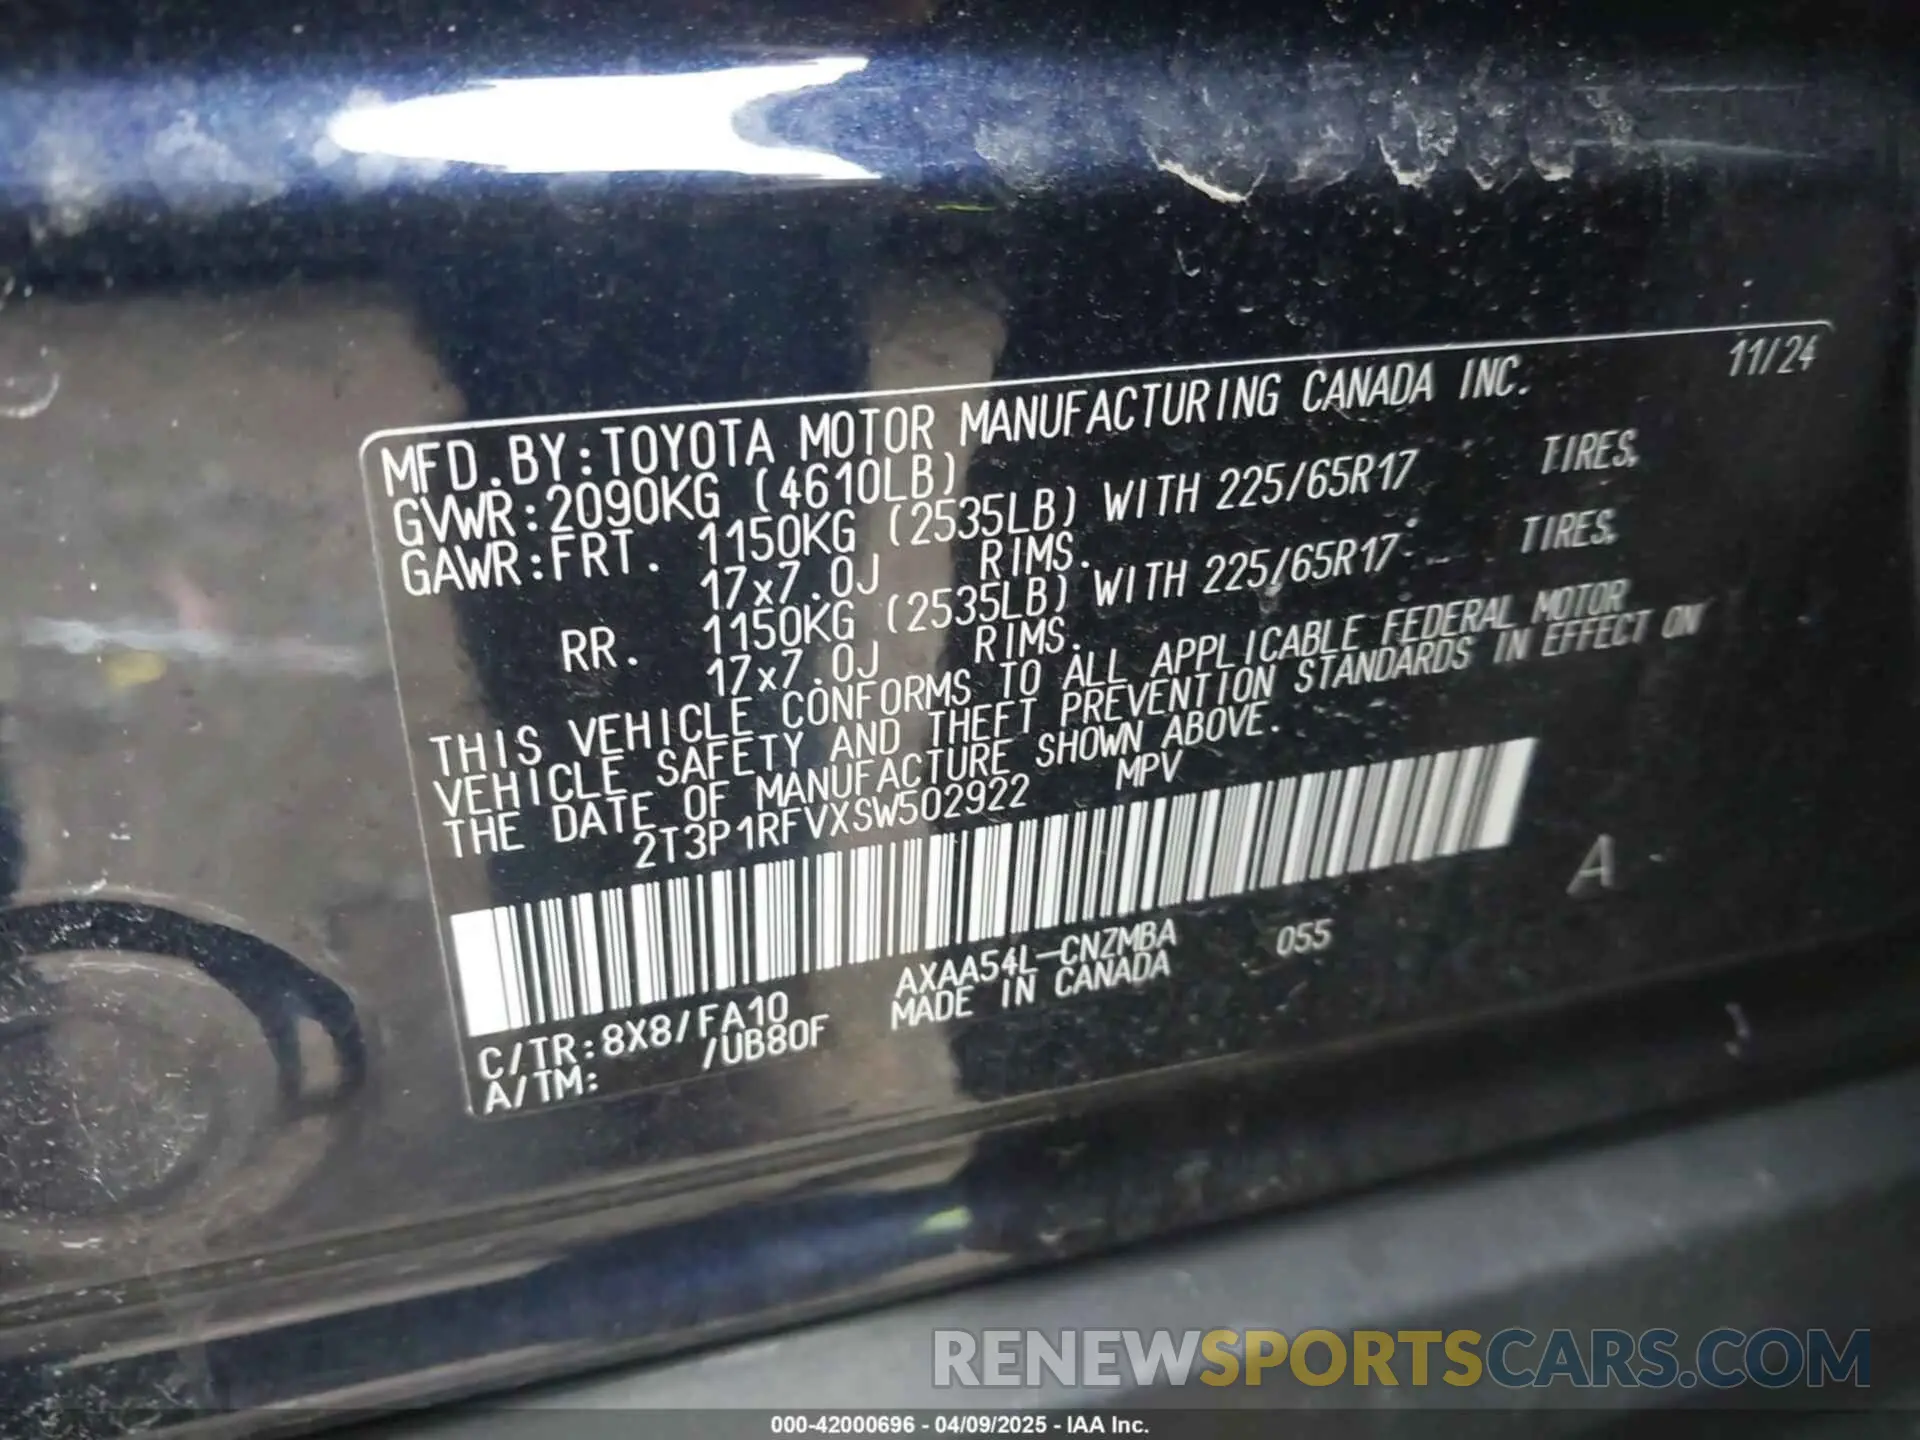 11/24
MFD.BY:TOYOTA MOTOR MANUFACTURING CANADA INC.
GVWR:2090KG (4610LB)
GAWR:FRT. 1150KG (2535LB) WITH 225/65R17 TIRES,
17x7.0J RIMS.
RR. 1150KG (2535LB) WITH 225/65R17 TIRES,
17x7.0J RIMS.
THIS VEHICLE CONFORMS TO ALL APPLICABLE FEDERAL MOTOR
VEHICLE SAFETY AND THEFT PREVENTION STANDARDS IN EFFECT ON
THE DATE OF MANUFACTURE SHOWN ABOVE.
2T3P1RFVXSW502922 MPV
A
C/TR:8X8/FA10 AXAA54L-CNZMBA 055
A/TM: /UB80F MADE IN CANADA
RENEWSPORTSCARS.COM
000-42000696 - 04/09/2025 - IAA Inc.